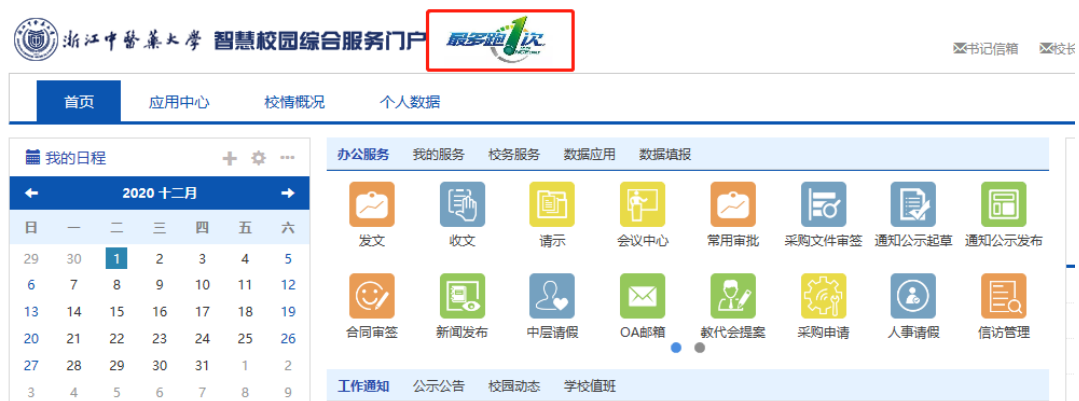 浙江中医药大学 智慧校园综合服务门户 最多跑1次
书记信箱 校长
首页 应用中心 校情概况 个人数据
我的日程
2020 十二月
日 一 二 三 四 五 六
29 30 1 2 3 4 5
6 7 8 9 10 11 12
13 14 15 16 17 18 19
20 21 22 23 24 25 26
27 28 29 30 31 1 2
3 4 5 6 7 8 9
办公服务 我的服务 校务服务 数据应用 数据填报
发文 收文 请示 会议中心 常用审批 采购文件审签 通知公示起草 通知公示发布
合同审签 新闻发布 中层请假 OA邮箱 教代会提案 采购申请 人事请假 信访管理
工作通知 公示公告 校园动态 学校值班